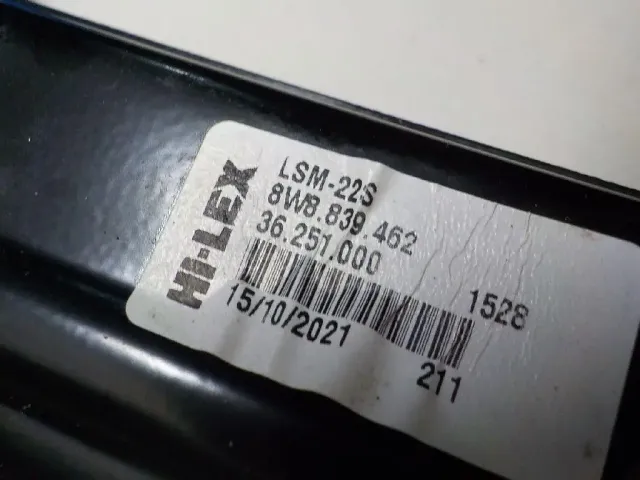 HI-LEX
LSM-22S
8W8.839.462
36.251.000
1528
15/10/2021
211